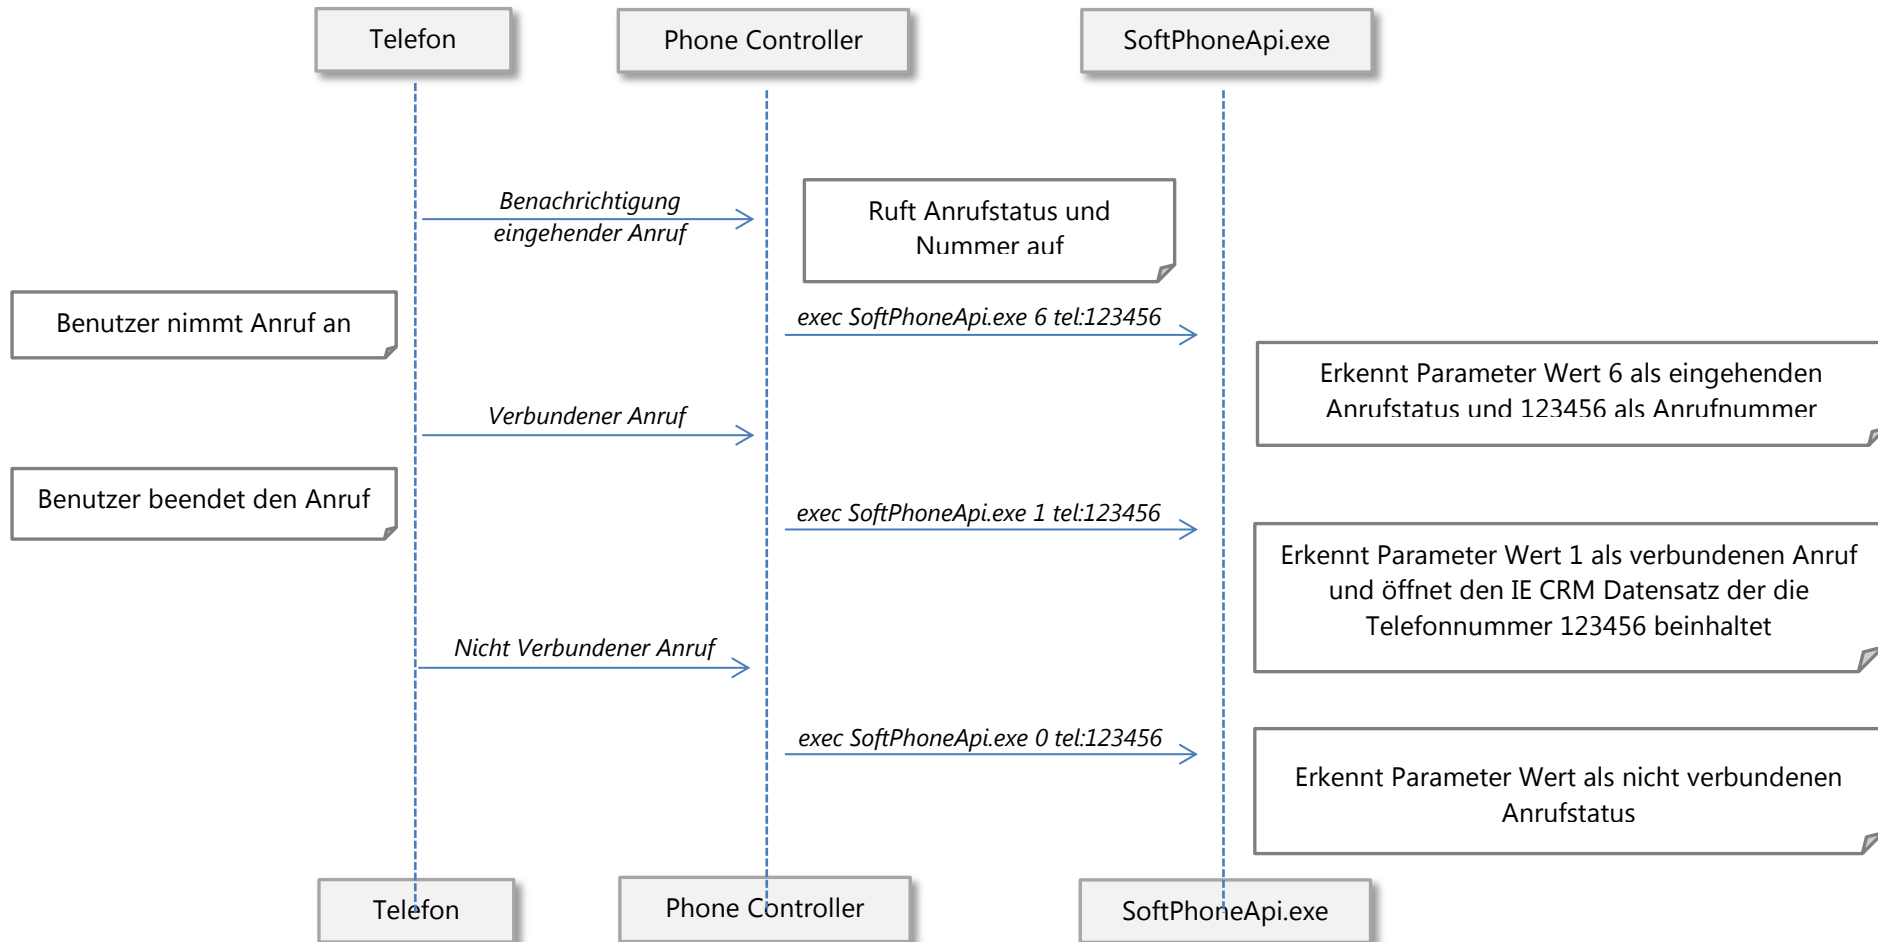 Telefon
Phone Controller
SoftPhoneApi.exe
Benachrichtigung
eingehender Anruf
Ruft Anrufstatus und
Nummer auf
Benutzer nimmt Anruf an
exec SoftPhoneApi.exe 6 tel:123456
Erkennt Parameter Wert 6 als eingehenden
Anrufstatus und 123456 als Anrufnummer
Verbundener Anruf
Benutzer beendet den Anruf
exec SoftPhoneApi.exe 1 tel:123456
Erkennt Parameter Wert 1 als verbundenen Anruf
und öffnet den IE CRM Datensatz der die
Telefonnummer 123456 beinhaltet
Nicht Verbundener Anruf
exec SoftPhoneApi.exe 0 tel:123456
Erkennt Parameter Wert als nicht verbundenen
Anrufstatus
Telefon
Phone Controller
SoftPhoneApi.exe